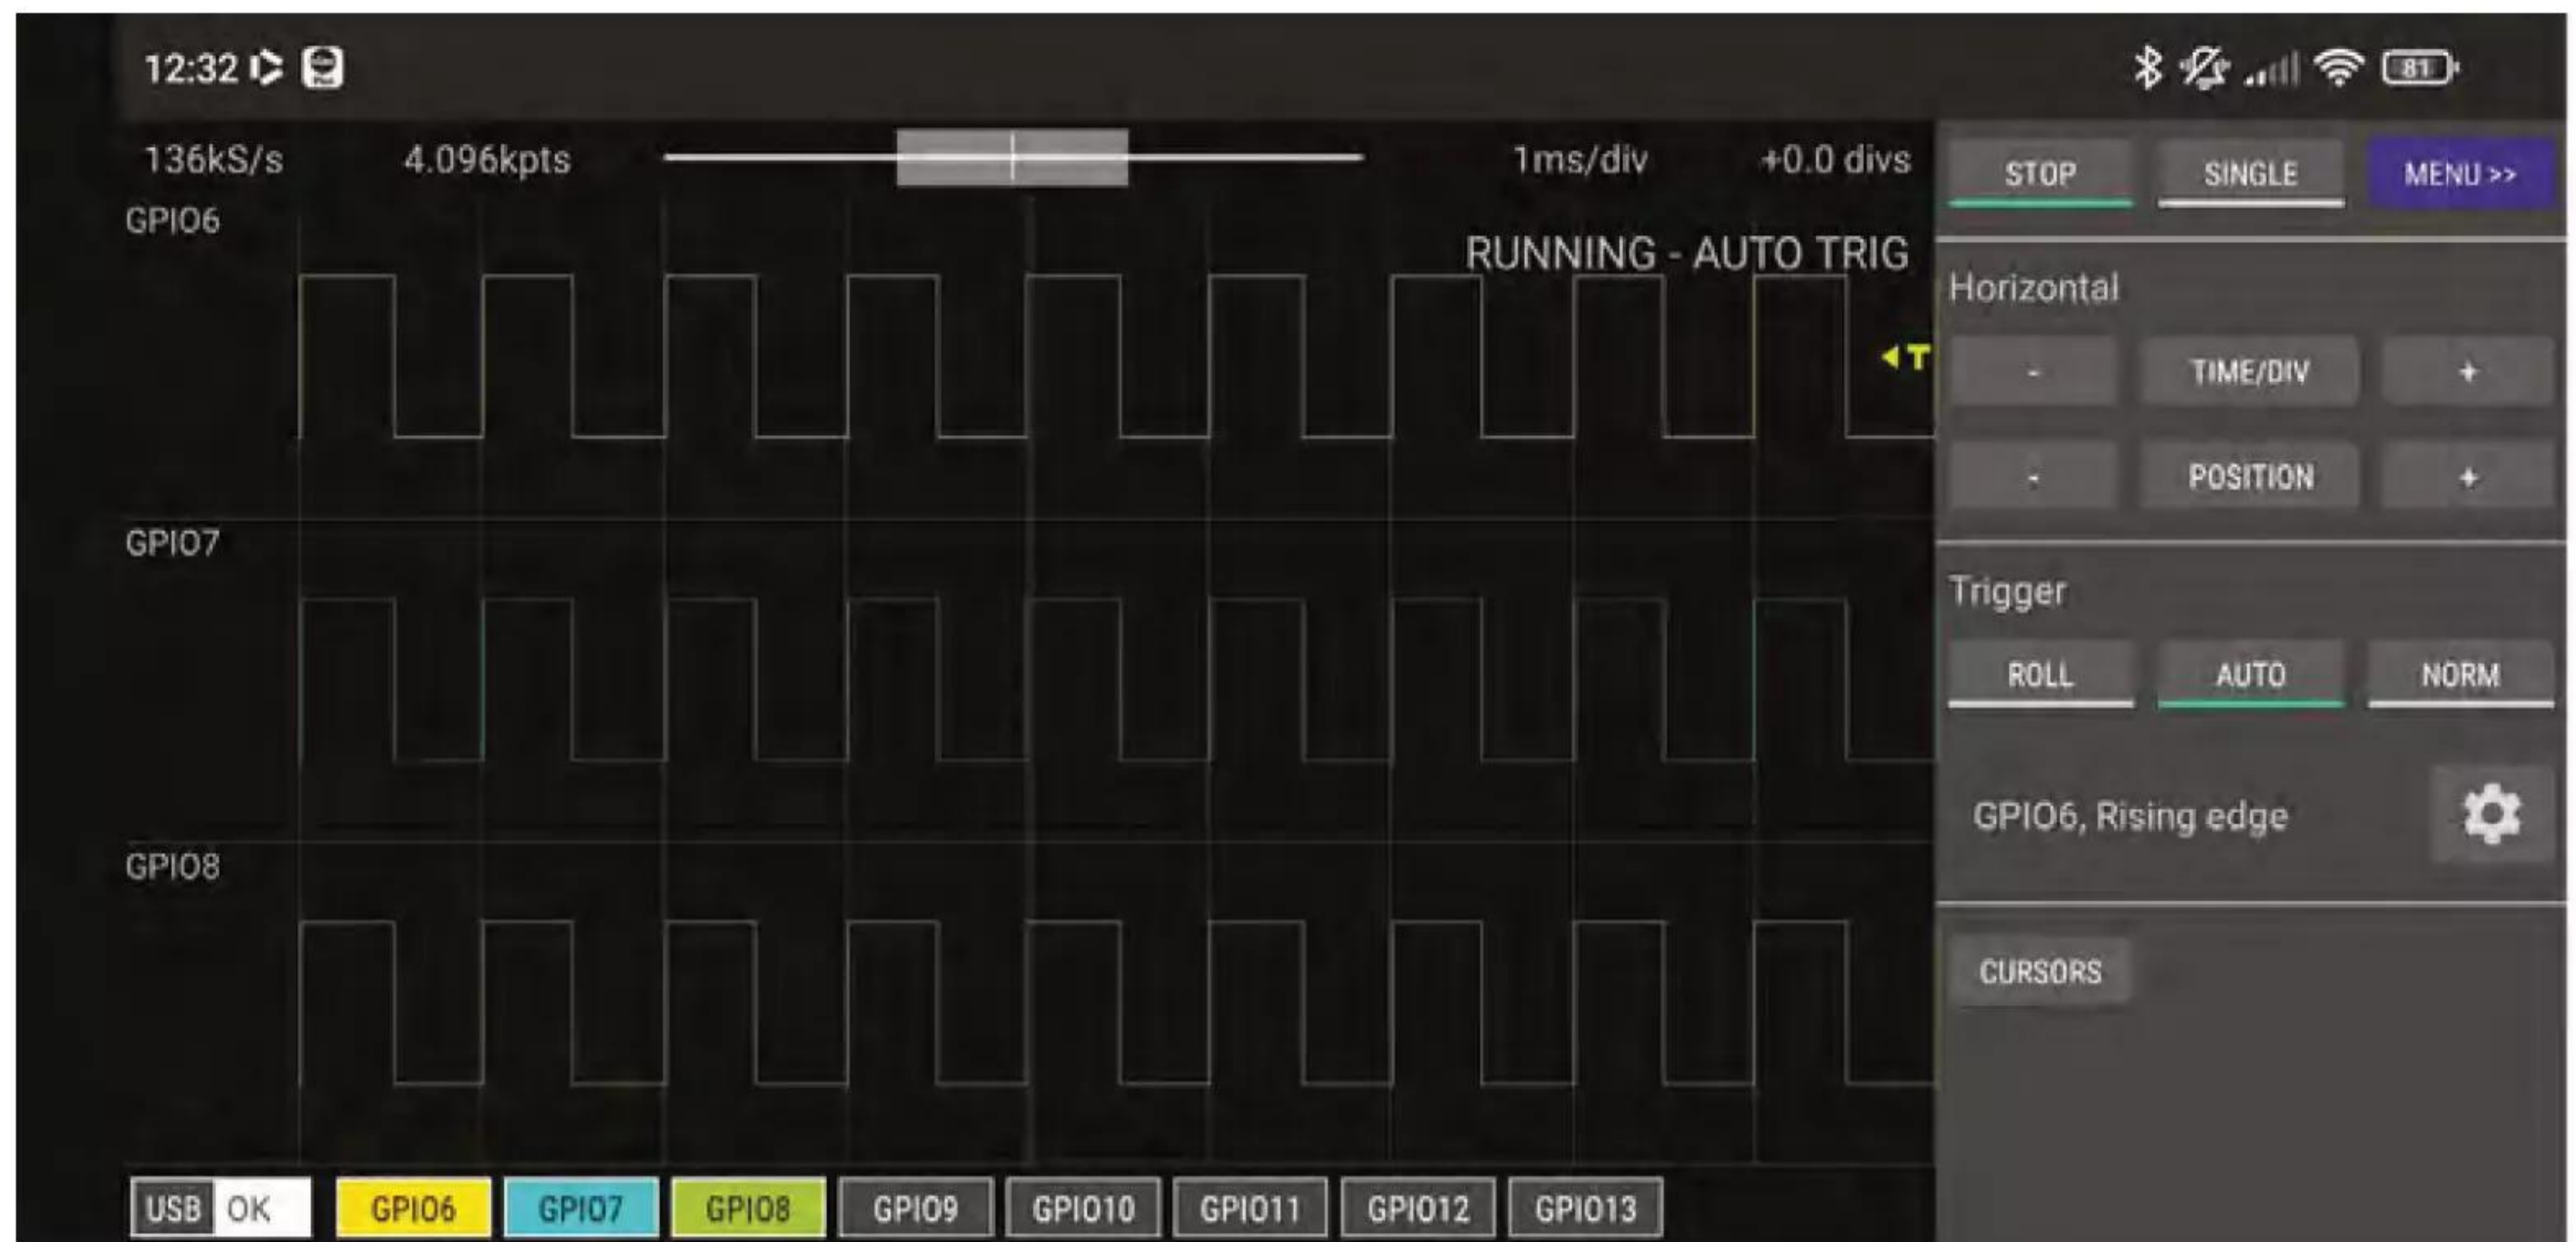 12:32
81
136kS/s 4.096kpts 1ms/div +0.0 divs
STOP SINGLE MENU >>
GPIO6
RUNNING - AUTO TRIG
T
Horizontal
- TIME/DIV +
- POSITION +
GPIO7
Trigger
ROLL AUTO NORM
GPIO6, Rising edge
GPIO8
CURSORS
USB OK GPIO6 GPIO7 GPIO8 GPIO9 GPIO10 GPIO11 GPIO12 GPIO13